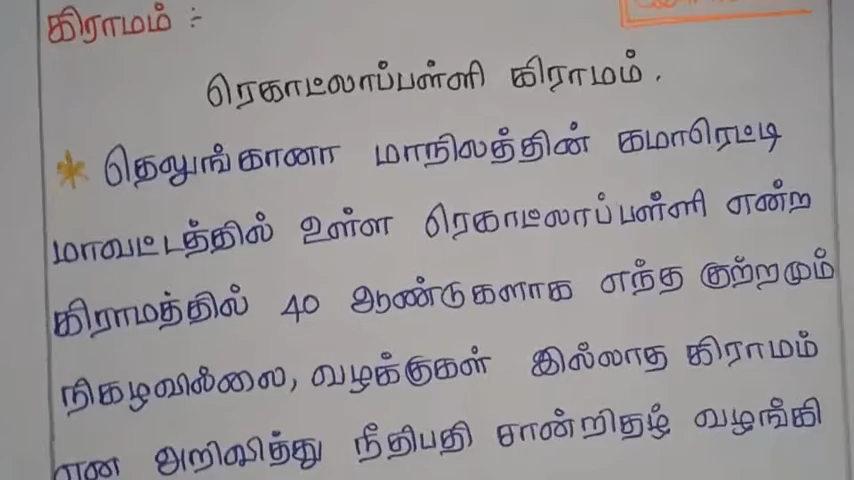 கிராமம் :-
ரெகாட்லாப்பள்ளி கிராமம் .
* தெலுங்கானா மாநிலத்தின் கமாரெட்டி
மாவட்டத்தில் உள்ள ரெகாட்லாப்பள்ளி என்ற
கிராமத்தில் 40 ஆண்டுகளாக எந்த குற்றமும்
நிகழவில்லை, வழக்குகள் இல்லாத கிராமம்
என அறிவித்து நீதிபதி சான்றிதழ் வழங்கி